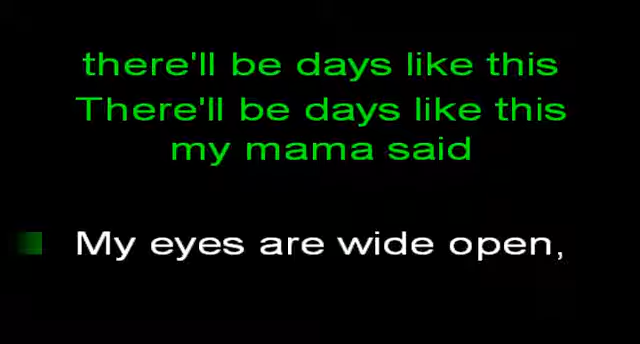 there'll be days like this
There'll be days like this
my mama said
My eyes are wide open,